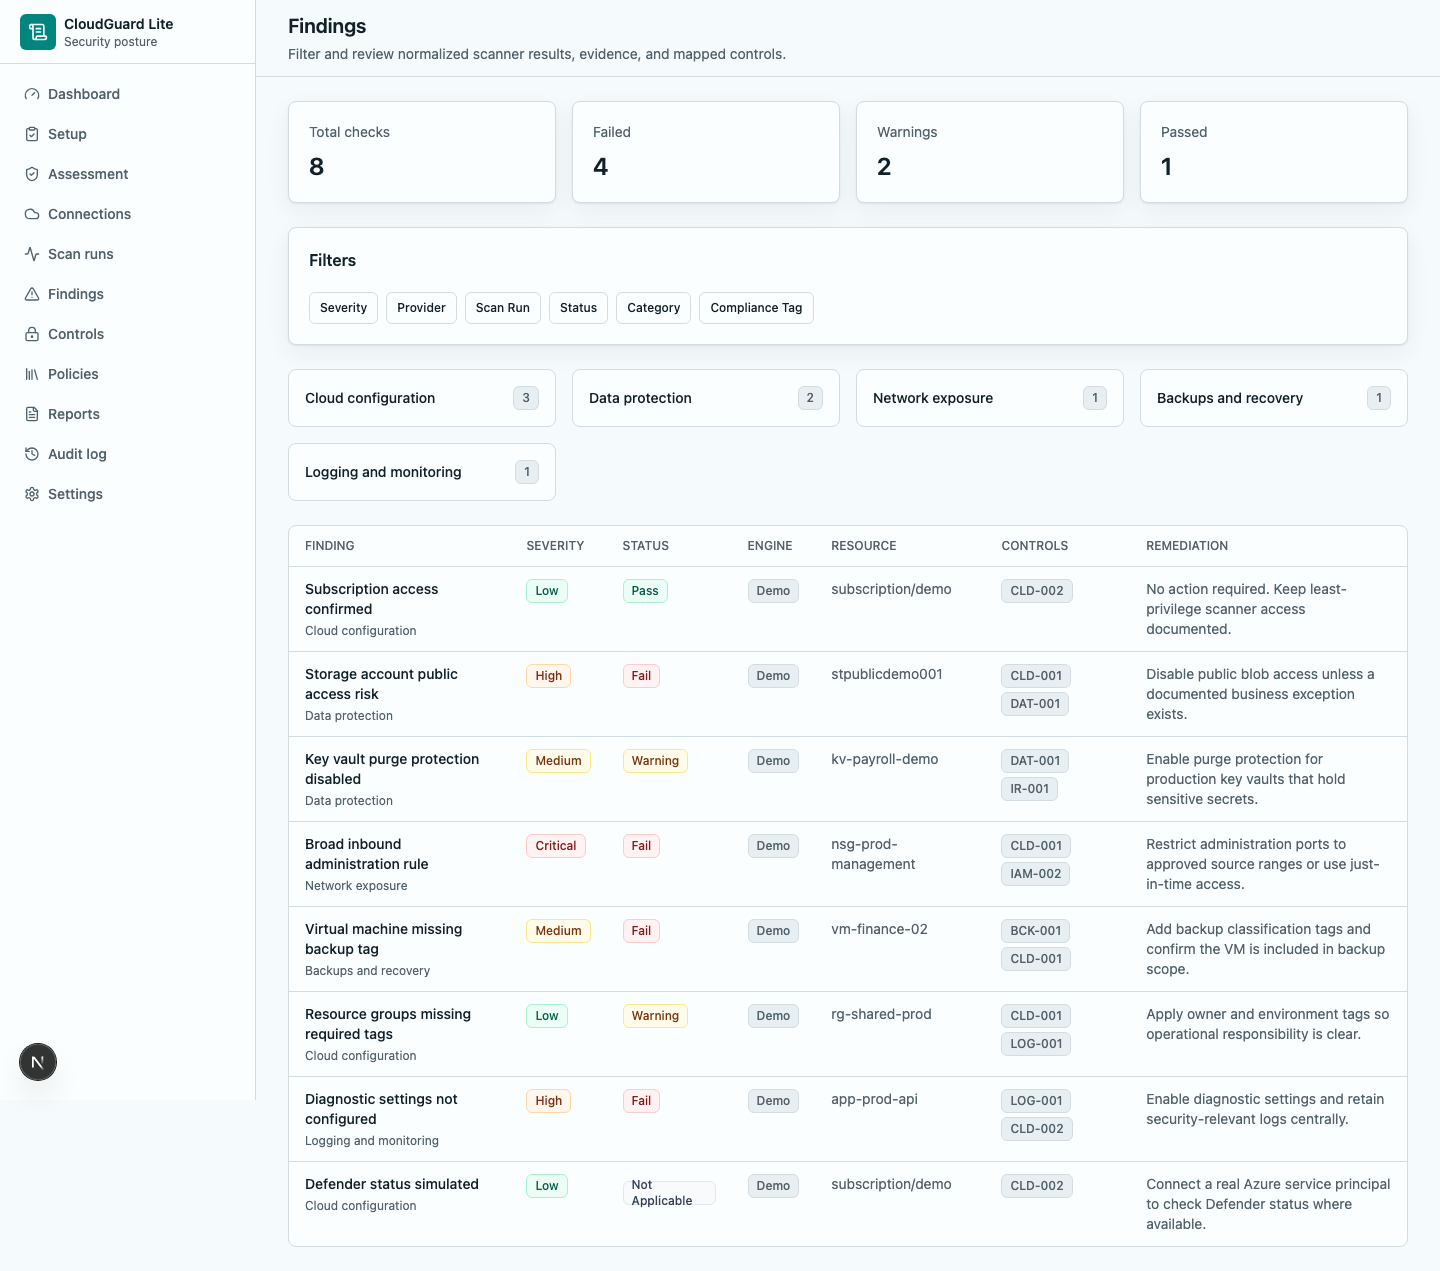 CloudGuard Lite
Security posture
Dashboard
Setup
Assessment
Connections
Scan runs
Findings
Controls
Policies
Reports
Audit log
Settings
N
Findings
Filter and review normalized scanner results, evidence, and mapped controls.
Total checks
8
Failed
4
Warnings
2
Passed
1
Filters
Severity Provider Scan Run Status Category Compliance Tag
Cloud configuration 3
Data protection 2
Network exposure 1
Backups and recovery 1
Logging and monitoring 1
FINDING SEVERITY STATUS ENGINE RESOURCE CONTROLS REMEDIATION
Subscription access
confirmed
Cloud configuration
Low
Pass
Demo
subscription/demo
CLD-002
No action required. Keep least-
privilege scanner access
documented.
Storage account public
access risk
Data protection
High
Fail
Demo
stpublicdemo001
CLD-001
DAT-001
Disable public blob access unless a
documented business exception
exists.
Key vault purge protection
disabled
Data protection
Medium
Warning
Demo
kv-payroll-demo
DAT-001
IR-001
Enable purge protection for
production key vaults that hold
sensitive secrets.
Broad inbound
administration rule
Network exposure
Critical
Fail
Demo
nsg-prod-
management
CLD-001
IAM-002
Restrict administration ports to
approved source ranges or use just-
in-time access.
Virtual machine missing
backup tag
Backups and recovery
Medium
Fail
Demo
vm-finance-02
BCK-001
CLD-001
Add backup classification tags and
confirm the VM is included in backup
scope.
Resource groups missing
required tags
Cloud configuration
Low
Warning
Demo
rg-shared-prod
CLD-001
LOG-001
Apply owner and environment tags so
operational responsibility is clear.
Diagnostic settings not
configured
Logging and monitoring
High
Fail
Demo
app-prod-api
LOG-001
CLD-002
Enable diagnostic settings and retain
security-relevant logs centrally.
Defender status simulated
Cloud configuration
Low
Not
Applicable
Demo
subscription/demo
CLD-002
Connect a real Azure service principal
to check Defender status where
available.